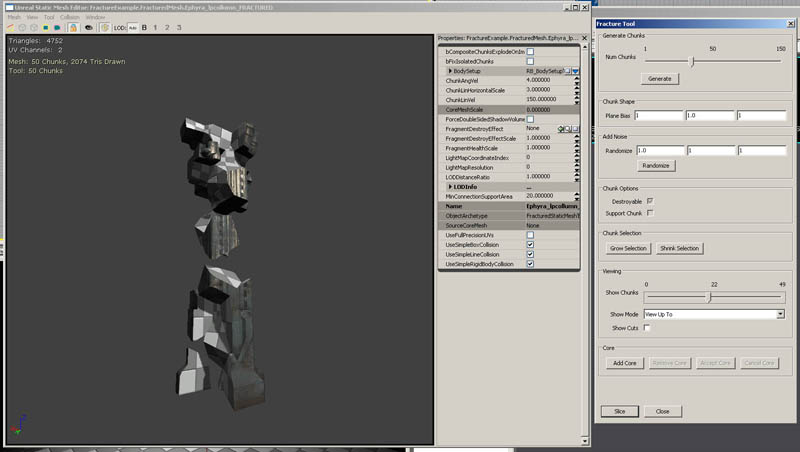 Unreal Static Mesh Editor: FractureExample.FracturedMesh.Ephyra_lpcollumn_FRACTURED
Mesh View Tool Collision Window
LOD: Auto B 1 2 3
Triangles: 4752
UV Channels: 2
Mesh: 50 Chunks, 2074 Tris Drawn
Tool: 50 Chunks
Properties: FractureExample.FracturedMesh.Ephyra_lp...
bCompositeChunksExplodeOnIm
bFixIsolatedChunks
BodySetup RB_BodySetup
ChunkAngVel 4.000000
ChunkLinHorizontalScale 3.000000
ChunkLinVel 150.000000
CoreMeshScale 0.000000
ForceDoubleSidedShadowVolume
FragmentDestroyEffect None
FragmentDestroyEffectScale 1.000000
FragmentHealthScale 1.000000
LightMapCoordinateIndex 0
LightMapResolution 0
LODDistanceRatio 1.000000
LODInfo ...
MinConnectionSupportArea 20.000000
Name Ephyra_lpcollumn_
ObjectArchetype FracturedStaticMesh
SourceCoreMesh None
UseFullPrecisionUVs
UseSimpleBoxCollision
UseSimpleLineCollision
UseSimpleRigidBodyCollision
Fracture Tool
Generate Chunks
1 50 150
Num Chunks
Generate
Chunk Shape
Plane Bias 1 1.0 1
Add Noise
Randomize 1.0 1 1
Randomize
Chunk Options
Destroyable
Support Chunk
Chunk Selection
Grow Selection Shrink Selection
Viewing
0 22 49
Show Chunks
Show Mode View Up To
Show Cuts
Core
Add Core Remove Core Accept Core Cancel Core
Slice Close